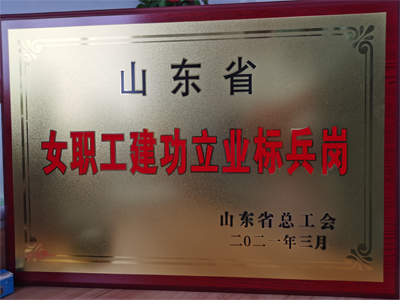 山东省
女职工建功立业标兵岗
山东省总工会
二〇二一年三月